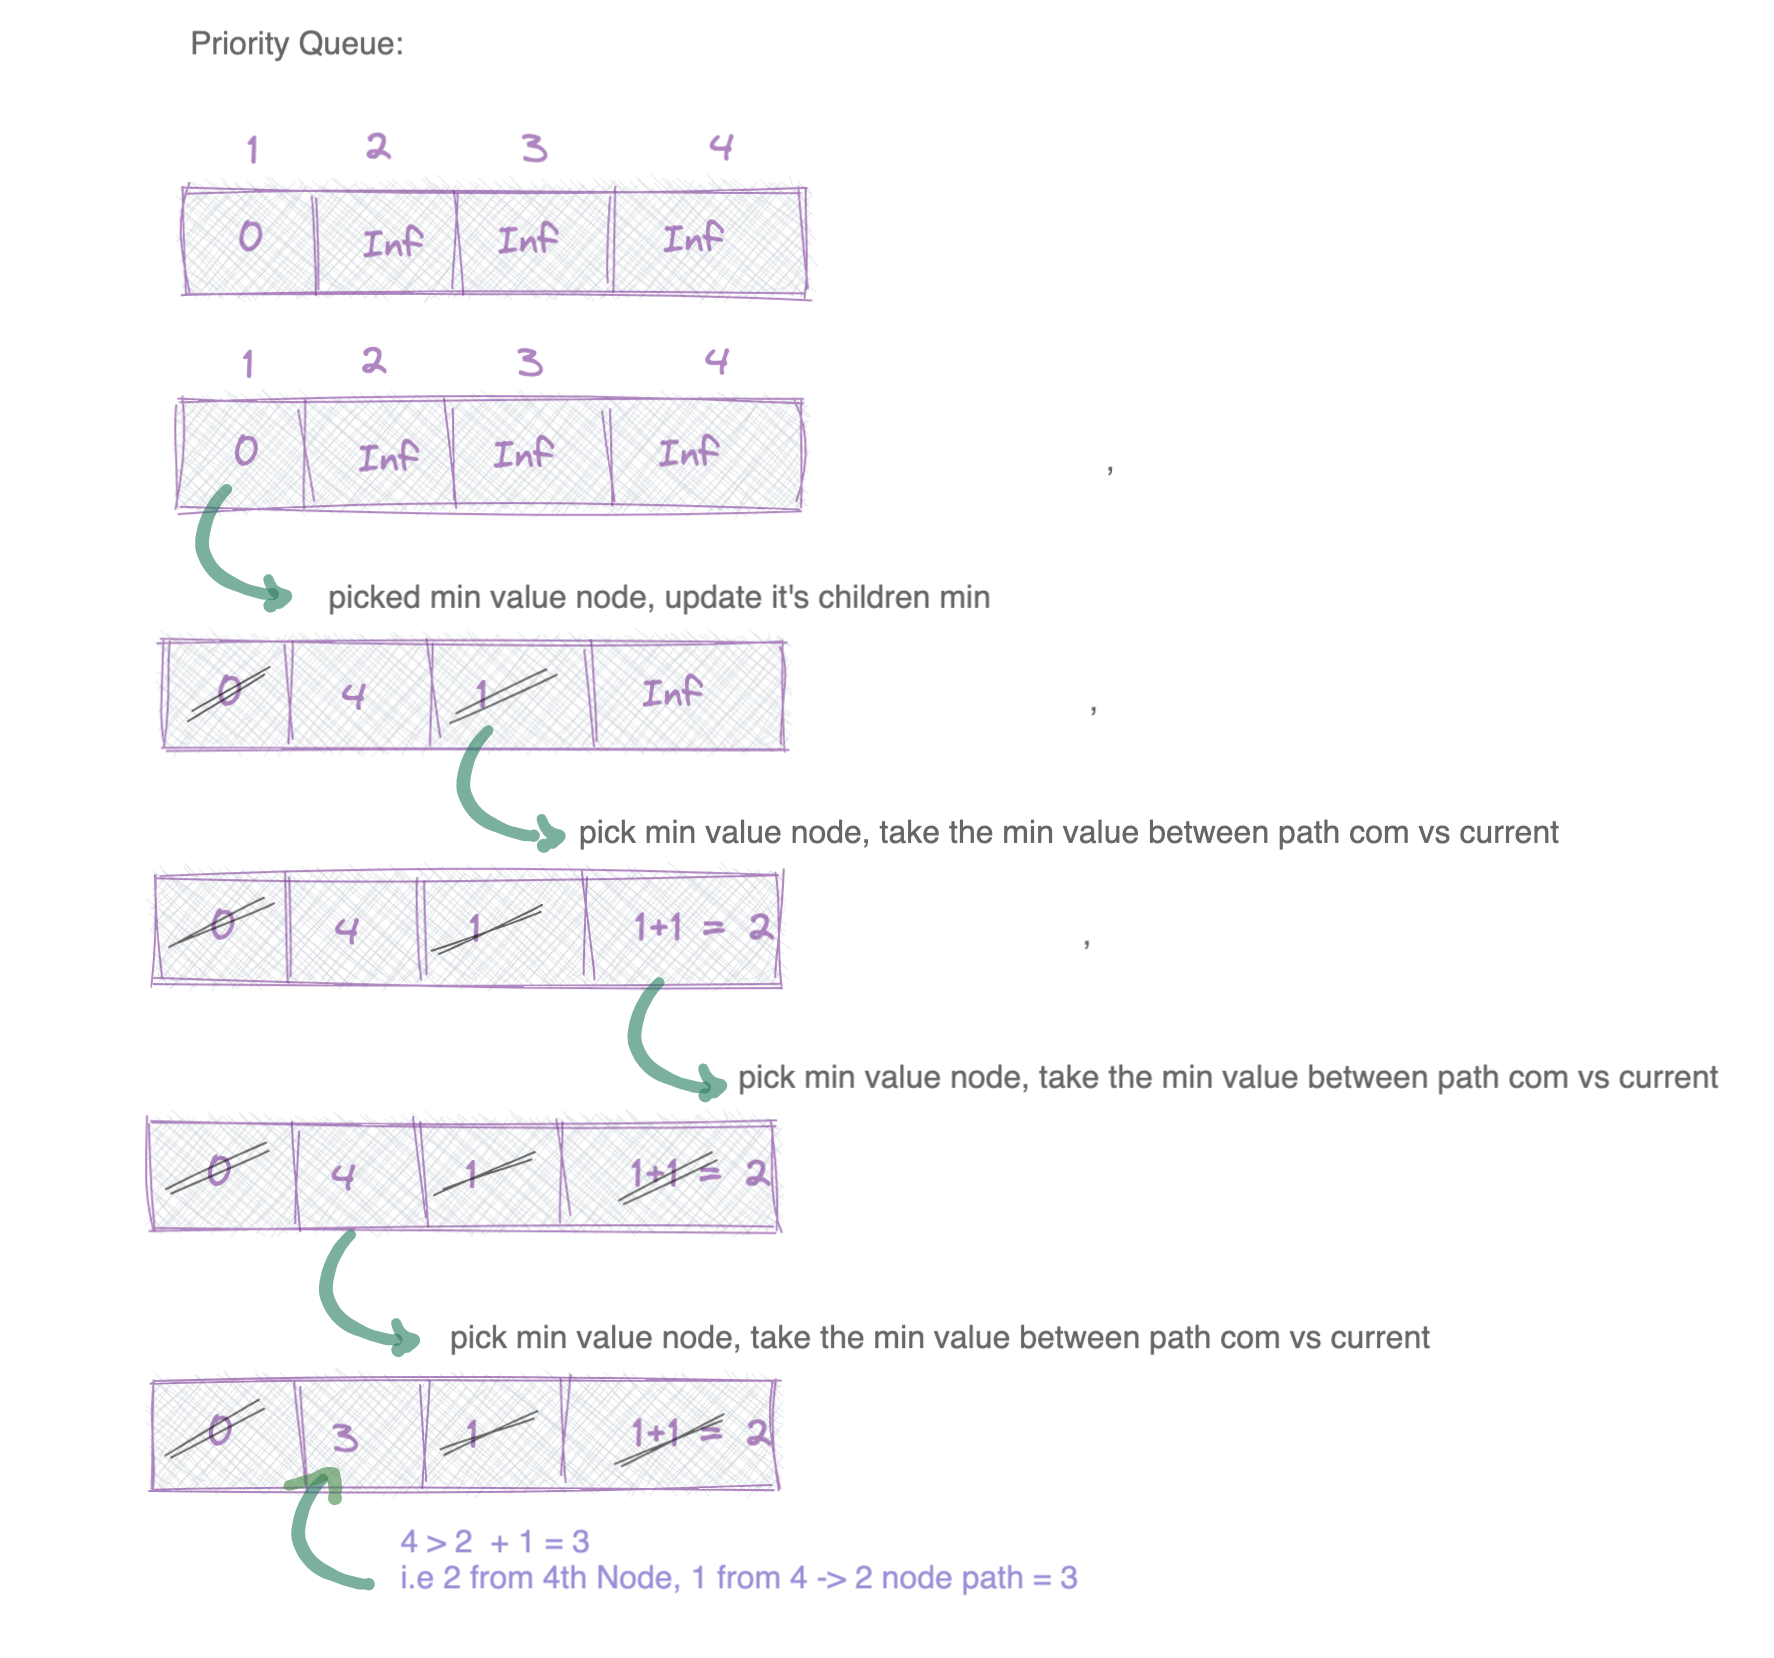 Priority Queue:
1 2 3 4
0 Inf Inf Inf
1 2 3 4
0 Inf Inf Inf
,
picked min value node, update it's children min
0 4 1 Inf
,
pick min value node, take the min value between path com vs current
0 4 1 1+1 = 2
,
pick min value node, take the min value between path com vs current
0 4 1 1+1 = 2
pick min value node, take the min value between path com vs current
0 3 1 1+1 = 2
4 > 2 + 1 = 3
i.e 2 from 4th Node, 1 from 4 -> 2 node path = 3